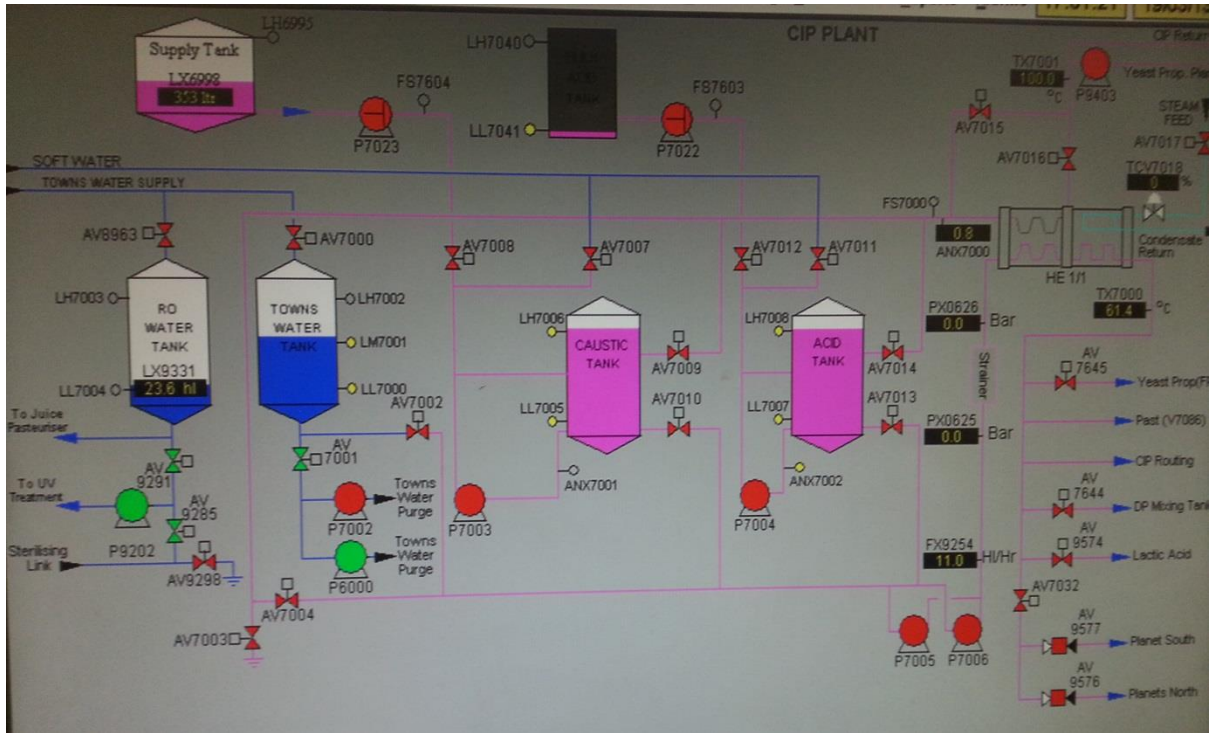 CIP PLANT
LH6995
Supply Tank
LX6998
353 ltr
FS7604
P7023
LH7040
ACID
TANK
LL7041
FS7603
P7022
CIP Return
TX7001
100.0
°C
P8403
AV7015
STEAM
FEED
AV7016
AV7017
TCV7018
0 %
SOFT WATER
TOWNS WATER SUPPLY
AV8963
AV7000
AV7008
AV7007
AV7012
AV7011
FS7000
0.8
ANX7000
Condensate
Return
HE 1/1
TX7000
61.4 °C
LH7003
RO
WATER
TANK
LX9331
23.6 hl
LL7004
TOWNS
WATER
TANK
LH7002
LM7001
LL7000
LH7006
CAUSTIC
TANK
LL7005
AV7009
AV7010
ANX7001
LH7008
ACID
TANK
LL7007
AV7014
AV7013
ANX7002
PX0626
0.0 Bar
Strainer
PX0625
0.0 Bar
AV
7645
Past (V7086)
CIP Routing
AV
7644
DP Mixing Tank
AV
9574
Lactic Acid
To Juice
Pasteuriser
AV7002
AV
7001
AV
9291
To UV
Treatment
AV
9285
P9202
Sterilising
Link
AV9298
P7002
Towns
Water
Purge
P6000
Towns
Water
Purge
P7003
P7004
FX9254
11.0 Hl/Hr
AV7004
AV7003
P7005
P7006
AV7032
AV
9577
Planet South
AV
9576
Planets North